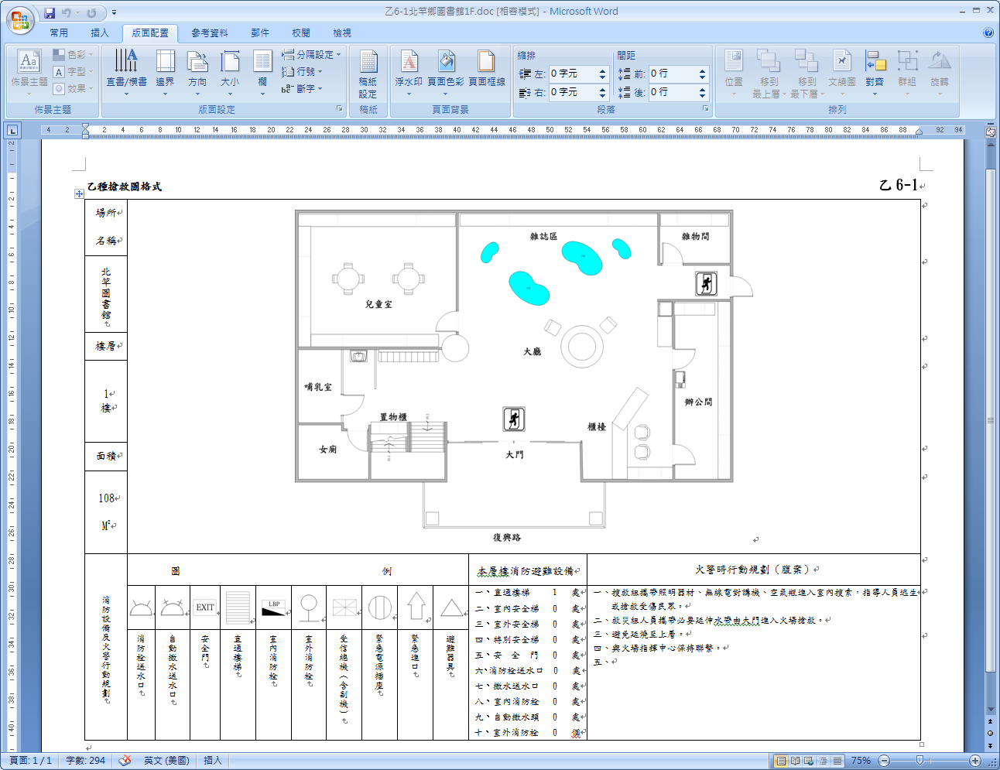 乙6-1北竿鄉圖書館1F.doc [相容模式] - Microsoft Word
常用 插入 版面配置 參考資料 郵件 校閱 檢視
佈景主題 色彩 字型 效果
直書/橫書 邊界 方向 大小 欄 分隔設定 行號 斷字
稿紙設定
浮水印 頁面色彩 頁面框線
縮排 間距
左: 0 字元 前: 0 行
右: 0 字元 後: 0 行
位置 移到最上層 移到最下層 文繞圖 對齊 群組 旋轉
佈景主題 版面設定 稿紙 頁面背景 段落 排列
4 2 2 4 6 8 10 12 14 16 18 20 22 24 26 28 30 32 34 36 38 40 42 44 46 48 50 52 54 56 58 60 62 64 66 68 70 72 74 76 78 80 82 84 86 88 92 94
乙種搶救圖格式
乙 6-1
場所
名稱
北竿圖書館
樓層
1
樓
面積
108
M²
雜誌區
雜物間
兒童室
大廳
哺乳室
置物櫃
辦公間
櫃檯
女廁
大門
復興路
消防設備及火警行動規劃
圖 例
EXIT
LBP
消防栓送水口
自動撒水送水口
安全門
直通樓梯
室內消防栓
室外消防栓
受信總機(含副機)
緊急電源插座
緊急進口
避難器具
本層樓消防避難設備
一、直通樓梯 1 處
二、室內安全梯 0 處
三、室外安全梯 0 處
四、特別安全梯 0 處
五、安 全 門 0 處
六、消防栓送水口 0 處
七、撒水送水口 0 處
八、室內消防栓 0 處
九、自動撒水頭 0 處
十、室外消防栓 0 個
火警時行動規劃（腹案）
一、搜救組攜帶照明器材、無線電對講機、空氣瓶進入室內搜索，指導人員逃生
或搶救受傷民眾。
二、救災組人員攜帶必要延伸水帶由大門進入火場搶救。
三、避免延燒至上層。
四、與火場指揮中心保持聯繫。
五、
頁面: 1 / 1 字數: 294 英文 (美國) 插入 75%